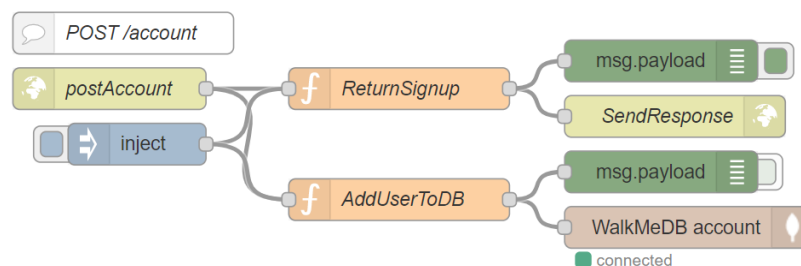 POST /account
postAccount
inject
ReturnSignup
AddUserToDB
msg.payload
SendResponse
msg.payload
WalkMeDB account
connected